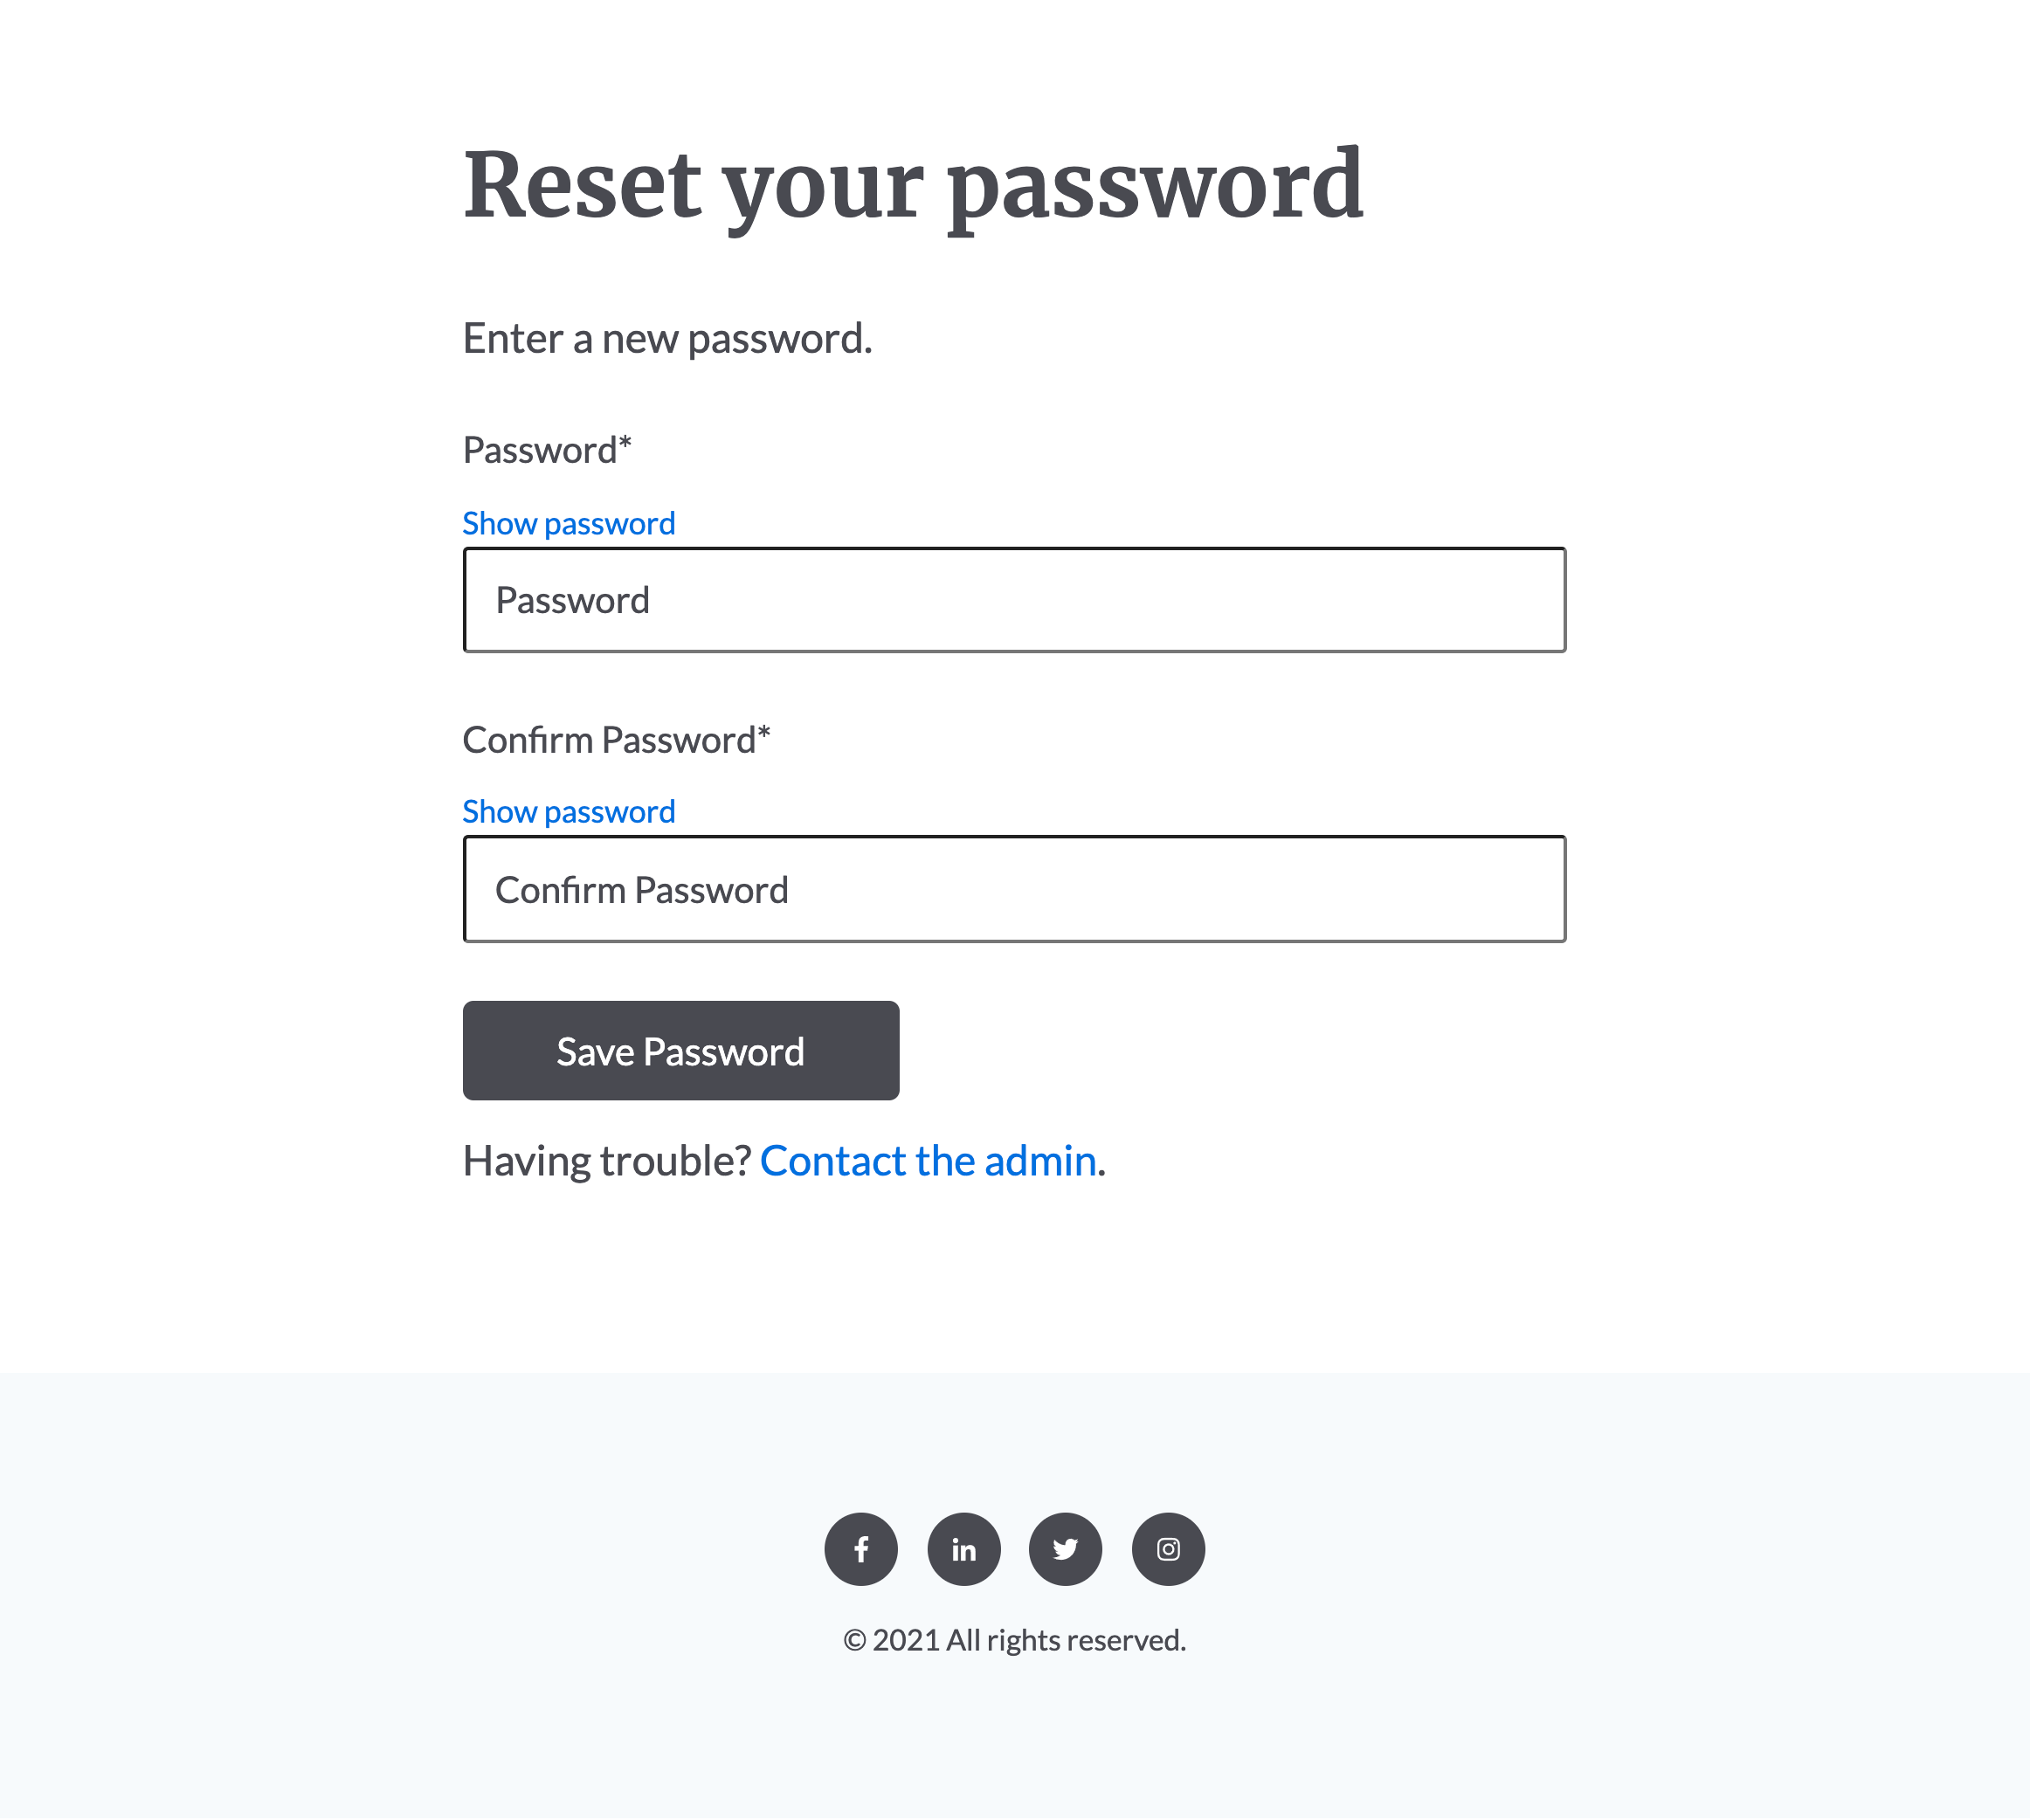 Reset your password
Enter a new password.
Password*
Show password
Password
Confirm Password*
Show password
Confirm Password
Save Password
Having trouble? Contact the admin.
© 2021 All rights reserved.